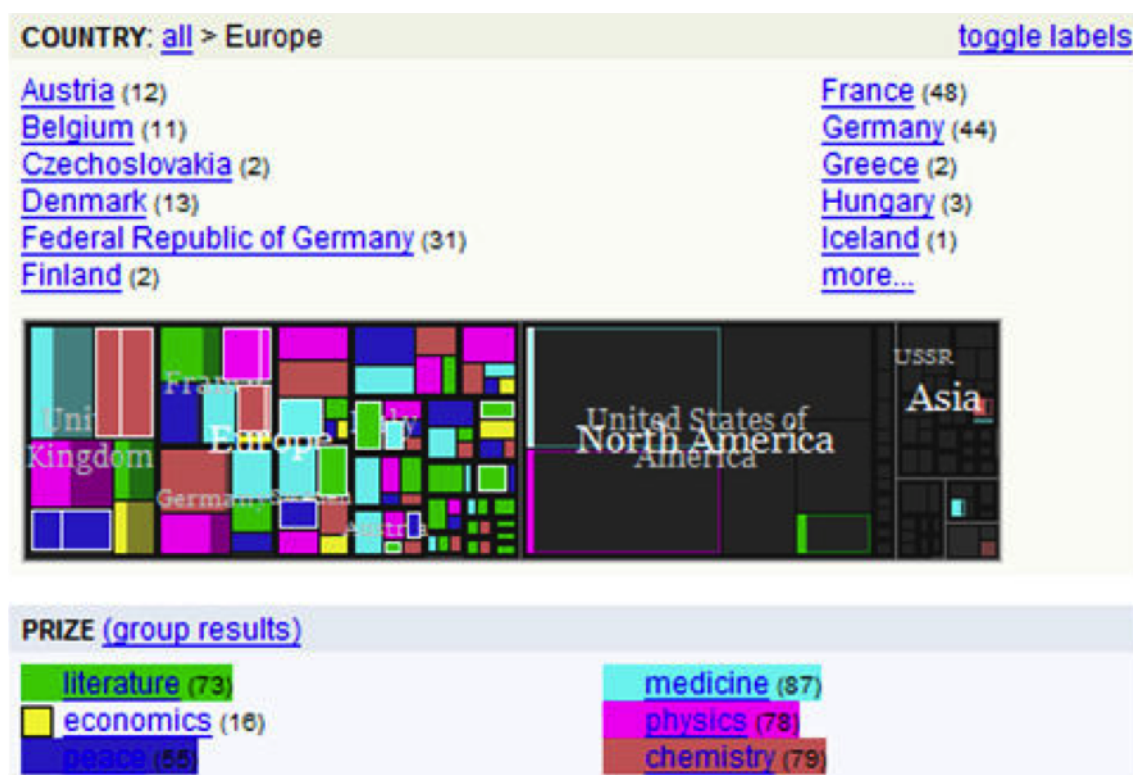 COUNTRY: all > Europe toggle labels
Austria (12) France (48)
Belgium (11) Germany (44)
Czechoslovakia (2) Greece (2)
Denmark (13) Hungary (3)
Federal Republic of Germany (31) Iceland (1)
Finland (2) more...
USSR
Asia
United States of
America
North America
Europe
Kingdom
Germany
PRIZE (group results)
literature (73) medicine (87)
economics (16) physics (78)
peace (55) chemistry (79)